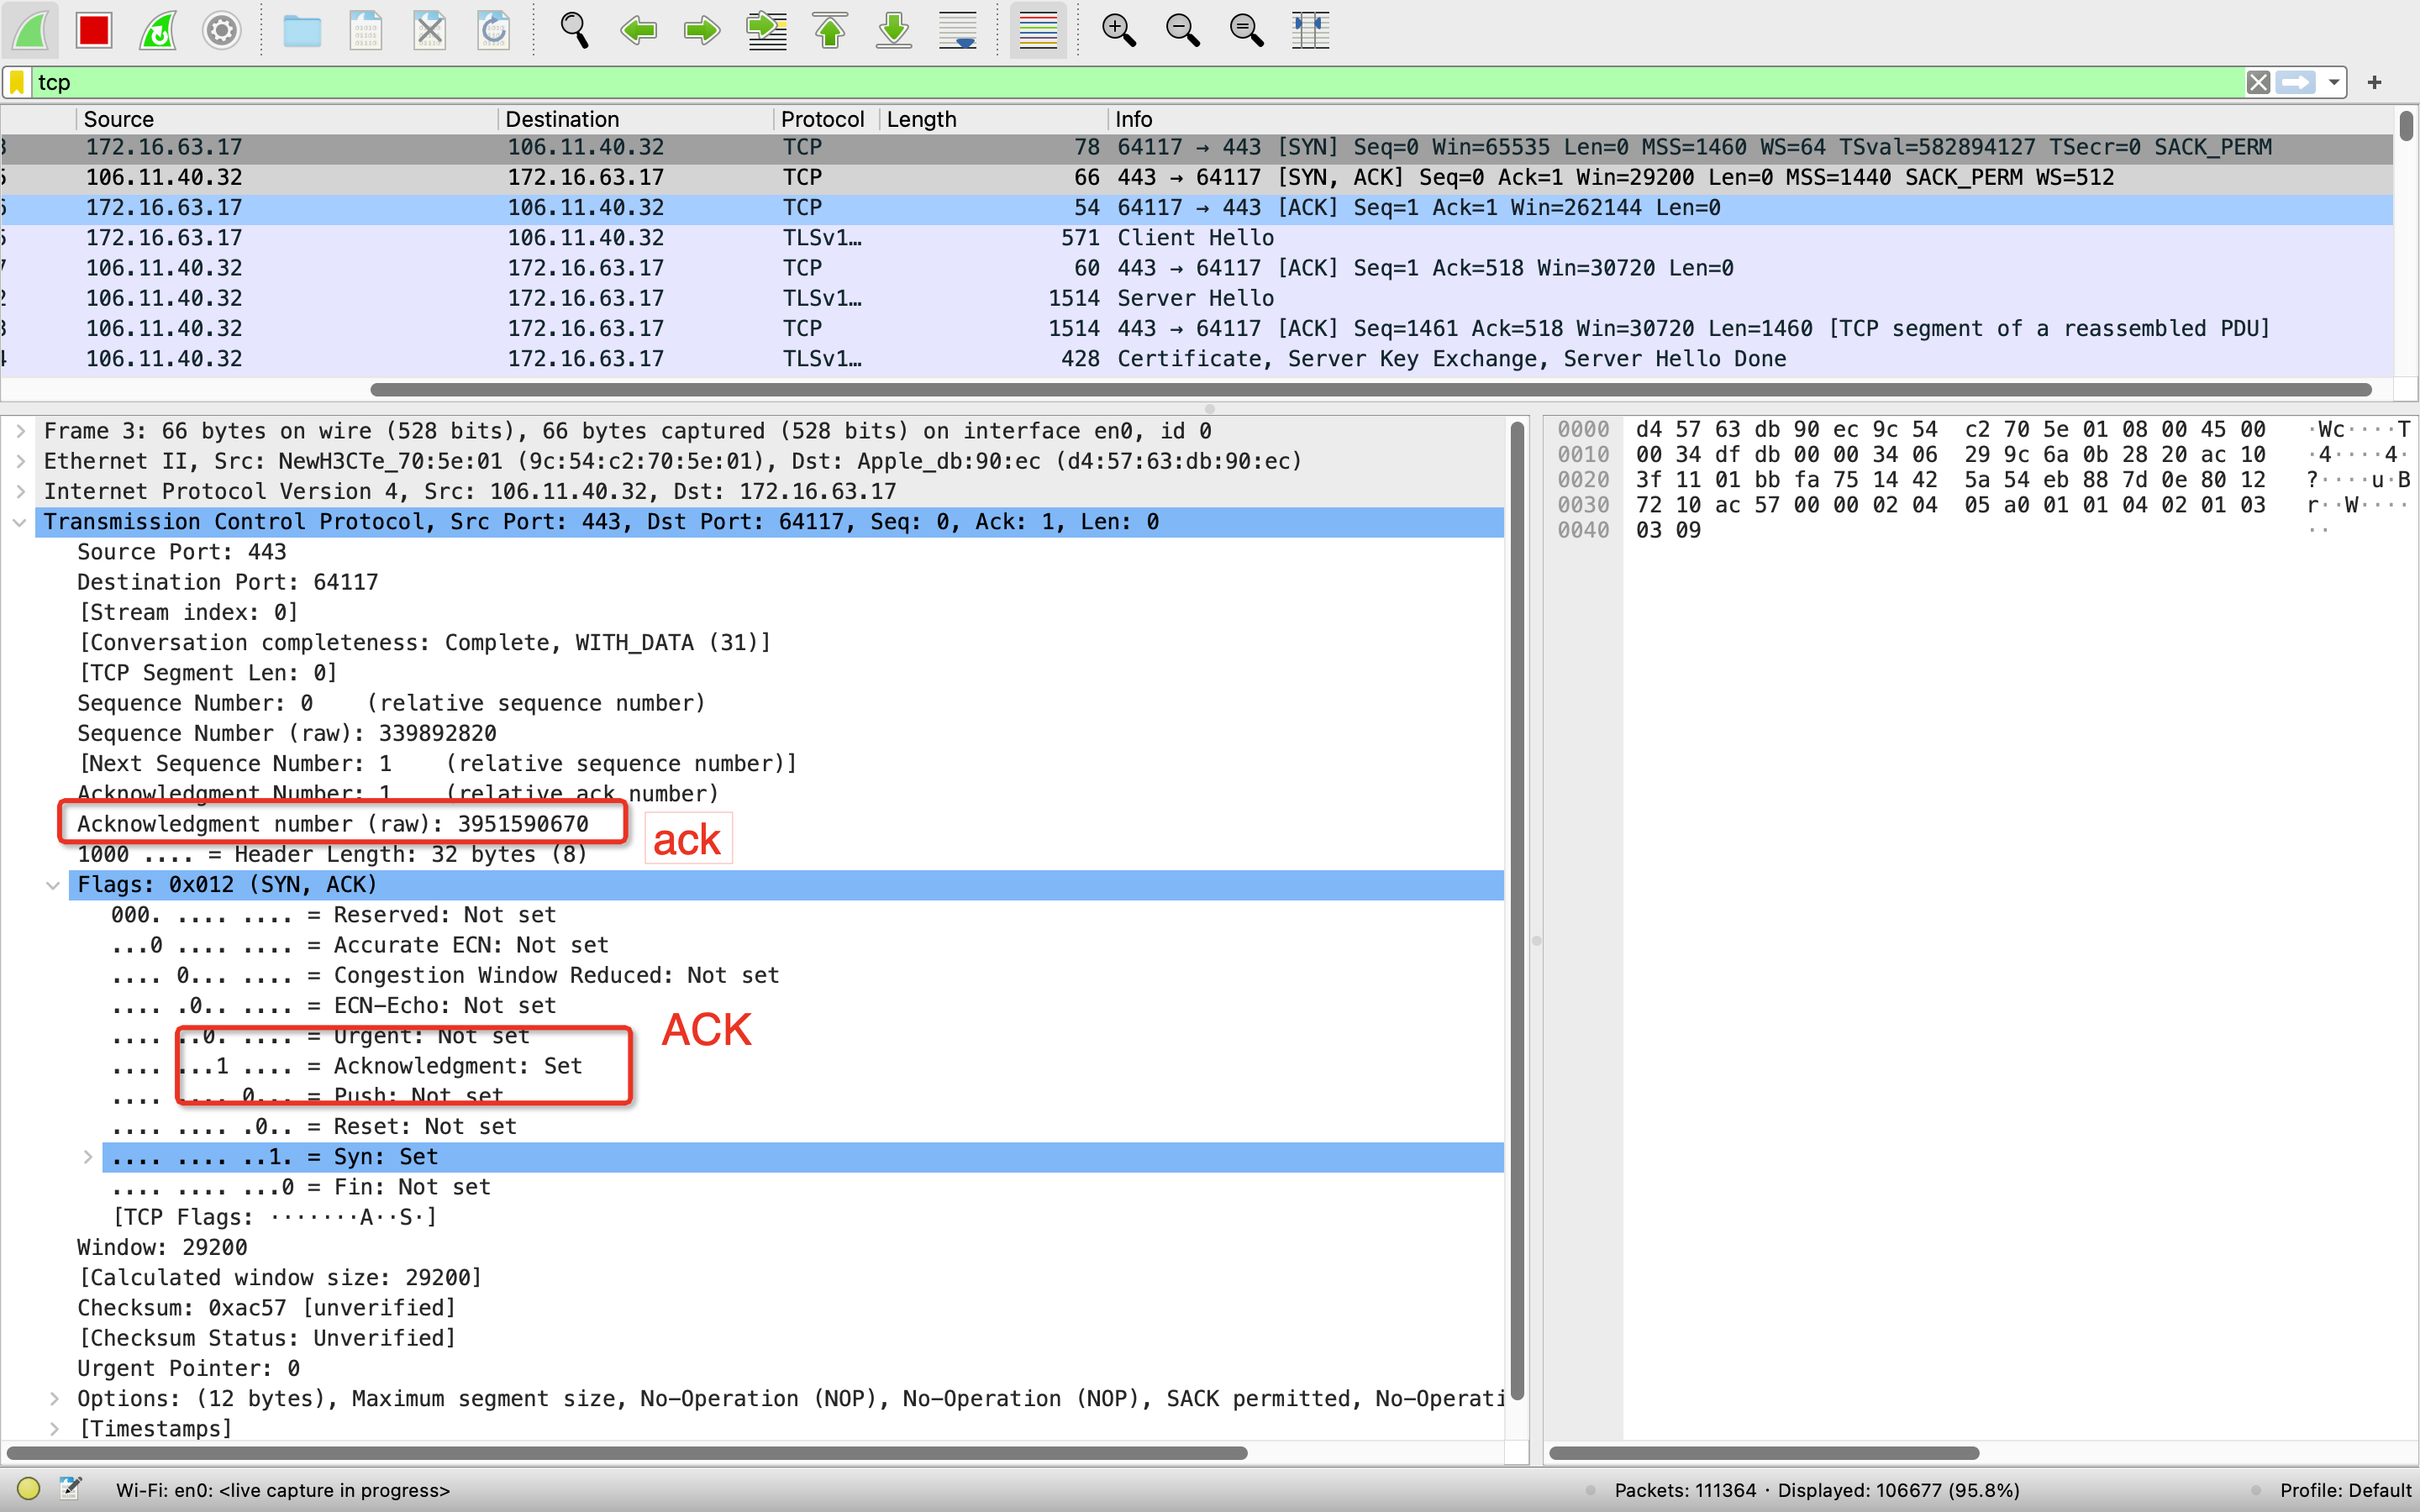 tcp
Source Destination Protocol Length Info
172.16.63.17 106.11.40.32 TCP 78 64117 → 443 [SYN] Seq=0 Win=65535 Len=0 MSS=1460 WS=64 TSval=582894127 TSecr=0 SACK_PERM
106.11.40.32 172.16.63.17 TCP 66 443 → 64117 [SYN, ACK] Seq=0 Ack=1 Win=29200 Len=0 MSS=1440 SACK_PERM WS=512
172.16.63.17 106.11.40.32 TCP 54 64117 → 443 [ACK] Seq=1 Ack=1 Win=262144 Len=0
172.16.63.17 106.11.40.32 TLSv1… 571 Client Hello
106.11.40.32 172.16.63.17 TCP 60 443 → 64117 [ACK] Seq=1 Ack=518 Win=30720 Len=0
106.11.40.32 172.16.63.17 TLSv1… 1514 Server Hello
106.11.40.32 172.16.63.17 TCP 1514 443 → 64117 [ACK] Seq=1461 Ack=518 Win=30720 Len=1460 [TCP segment of a reassembled PDU]
106.11.40.32 172.16.63.17 TLSv1… 428 Certificate, Server Key Exchange, Server Hello Done
Frame 3: 66 bytes on wire (528 bits), 66 bytes captured (528 bits) on interface en0, id 0
Ethernet II, Src: NewH3CTe_70:5e:01 (9c:54:c2:70:5e:01), Dst: Apple_db:90:ec (d4:57:63:db:90:ec)
Internet Protocol Version 4, Src: 106.11.40.32, Dst: 172.16.63.17
Transmission Control Protocol, Src Port: 443, Dst Port: 64117, Seq: 0, Ack: 1, Len: 0
Source Port: 443
Destination Port: 64117
[Stream index: 0]
[Conversation completeness: Complete, WITH_DATA (31)]
[TCP Segment Len: 0]
Sequence Number: 0 (relative sequence number)
Sequence Number (raw): 339892820
[Next Sequence Number: 1 (relative sequence number)]
Acknowledgment Number: 1 (relative ack number)
Acknowledgment number (raw): 3951590670
ack
1000 .... = Header Length: 32 bytes (8)
Flags: 0x012 (SYN, ACK)
000. .... .... = Reserved: Not set
...0 .... .... = Accurate ECN: Not set
.... 0... .... = Congestion Window Reduced: Not set
.... .0.. .... = ECN-Echo: Not set
.... ..0. .... = Urgent: Not set
ACK
.... ...1 .... = Acknowledgment: Set
.... .... 0... = Push: Not set
.... .... .0.. = Reset: Not set
.... .... ..1. = Syn: Set
.... .... ...0 = Fin: Not set
[TCP Flags: ·······A··S·]
Window: 29200
[Calculated window size: 29200]
Checksum: 0xac57 [unverified]
[Checksum Status: Unverified]
Urgent Pointer: 0
Options: (12 bytes), Maximum segment size, No-Operation (NOP), No-Operation (NOP), SACK permitted, No-Operati
[Timestamps]
0000 d4 57 63 db 90 ec 9c 54 c2 70 5e 01 08 00 45 00 ·Wc····T
0010 00 34 df db 00 00 34 06 29 9c 6a 0b 28 20 ac 10 ·4····4·
0020 3f 11 01 bb fa 75 14 42 5a 54 eb 88 7d 0e 80 12 ?····u·B
0030 72 10 ac 57 00 00 02 04 05 a0 01 01 04 02 01 03 r··W····
0040 03 09 ··
Wi-Fi: en0: <live capture in progress>
Packets: 111364 · Displayed: 106677 (95.8%)
Profile: Default